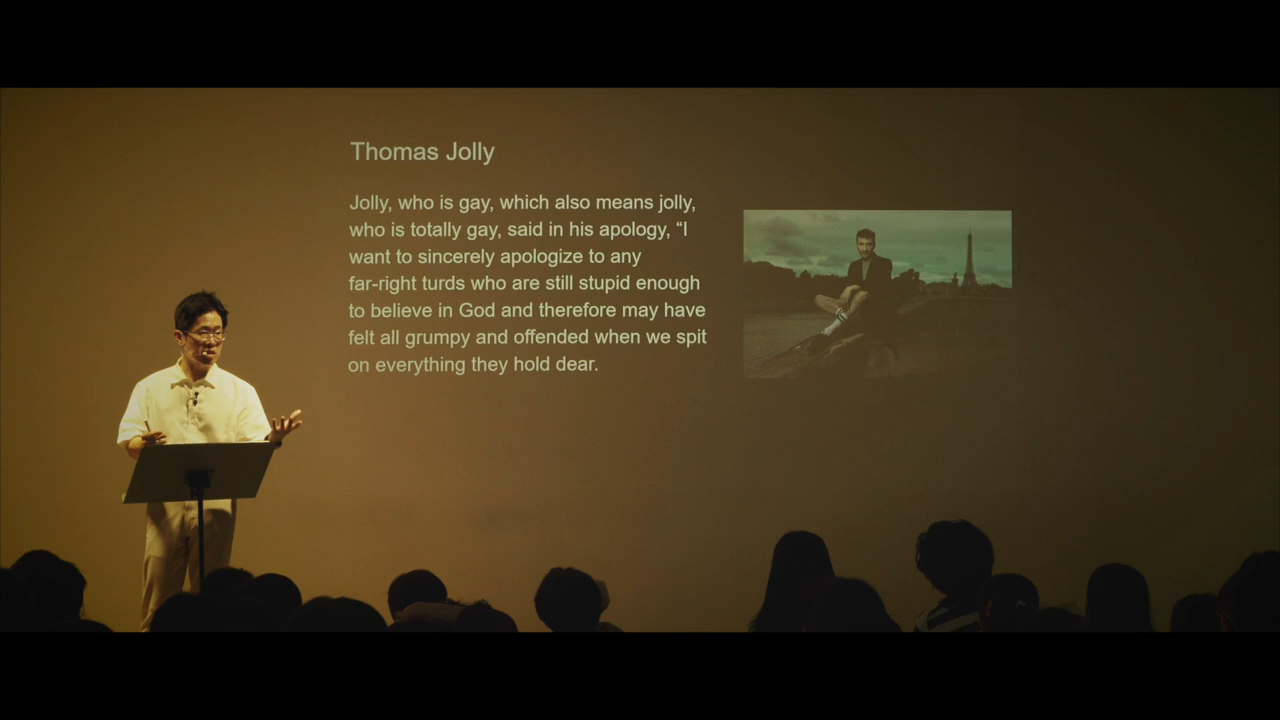 Thomas Jolly
Jolly, who is gay, which also means jolly,
who is totally gay, said in his apology, “I
want to sincerely apologize to any
far-right turds who are still stupid enough
to believe in God and therefore may have
felt all grumpy and offended when we spit
on everything they hold dear.